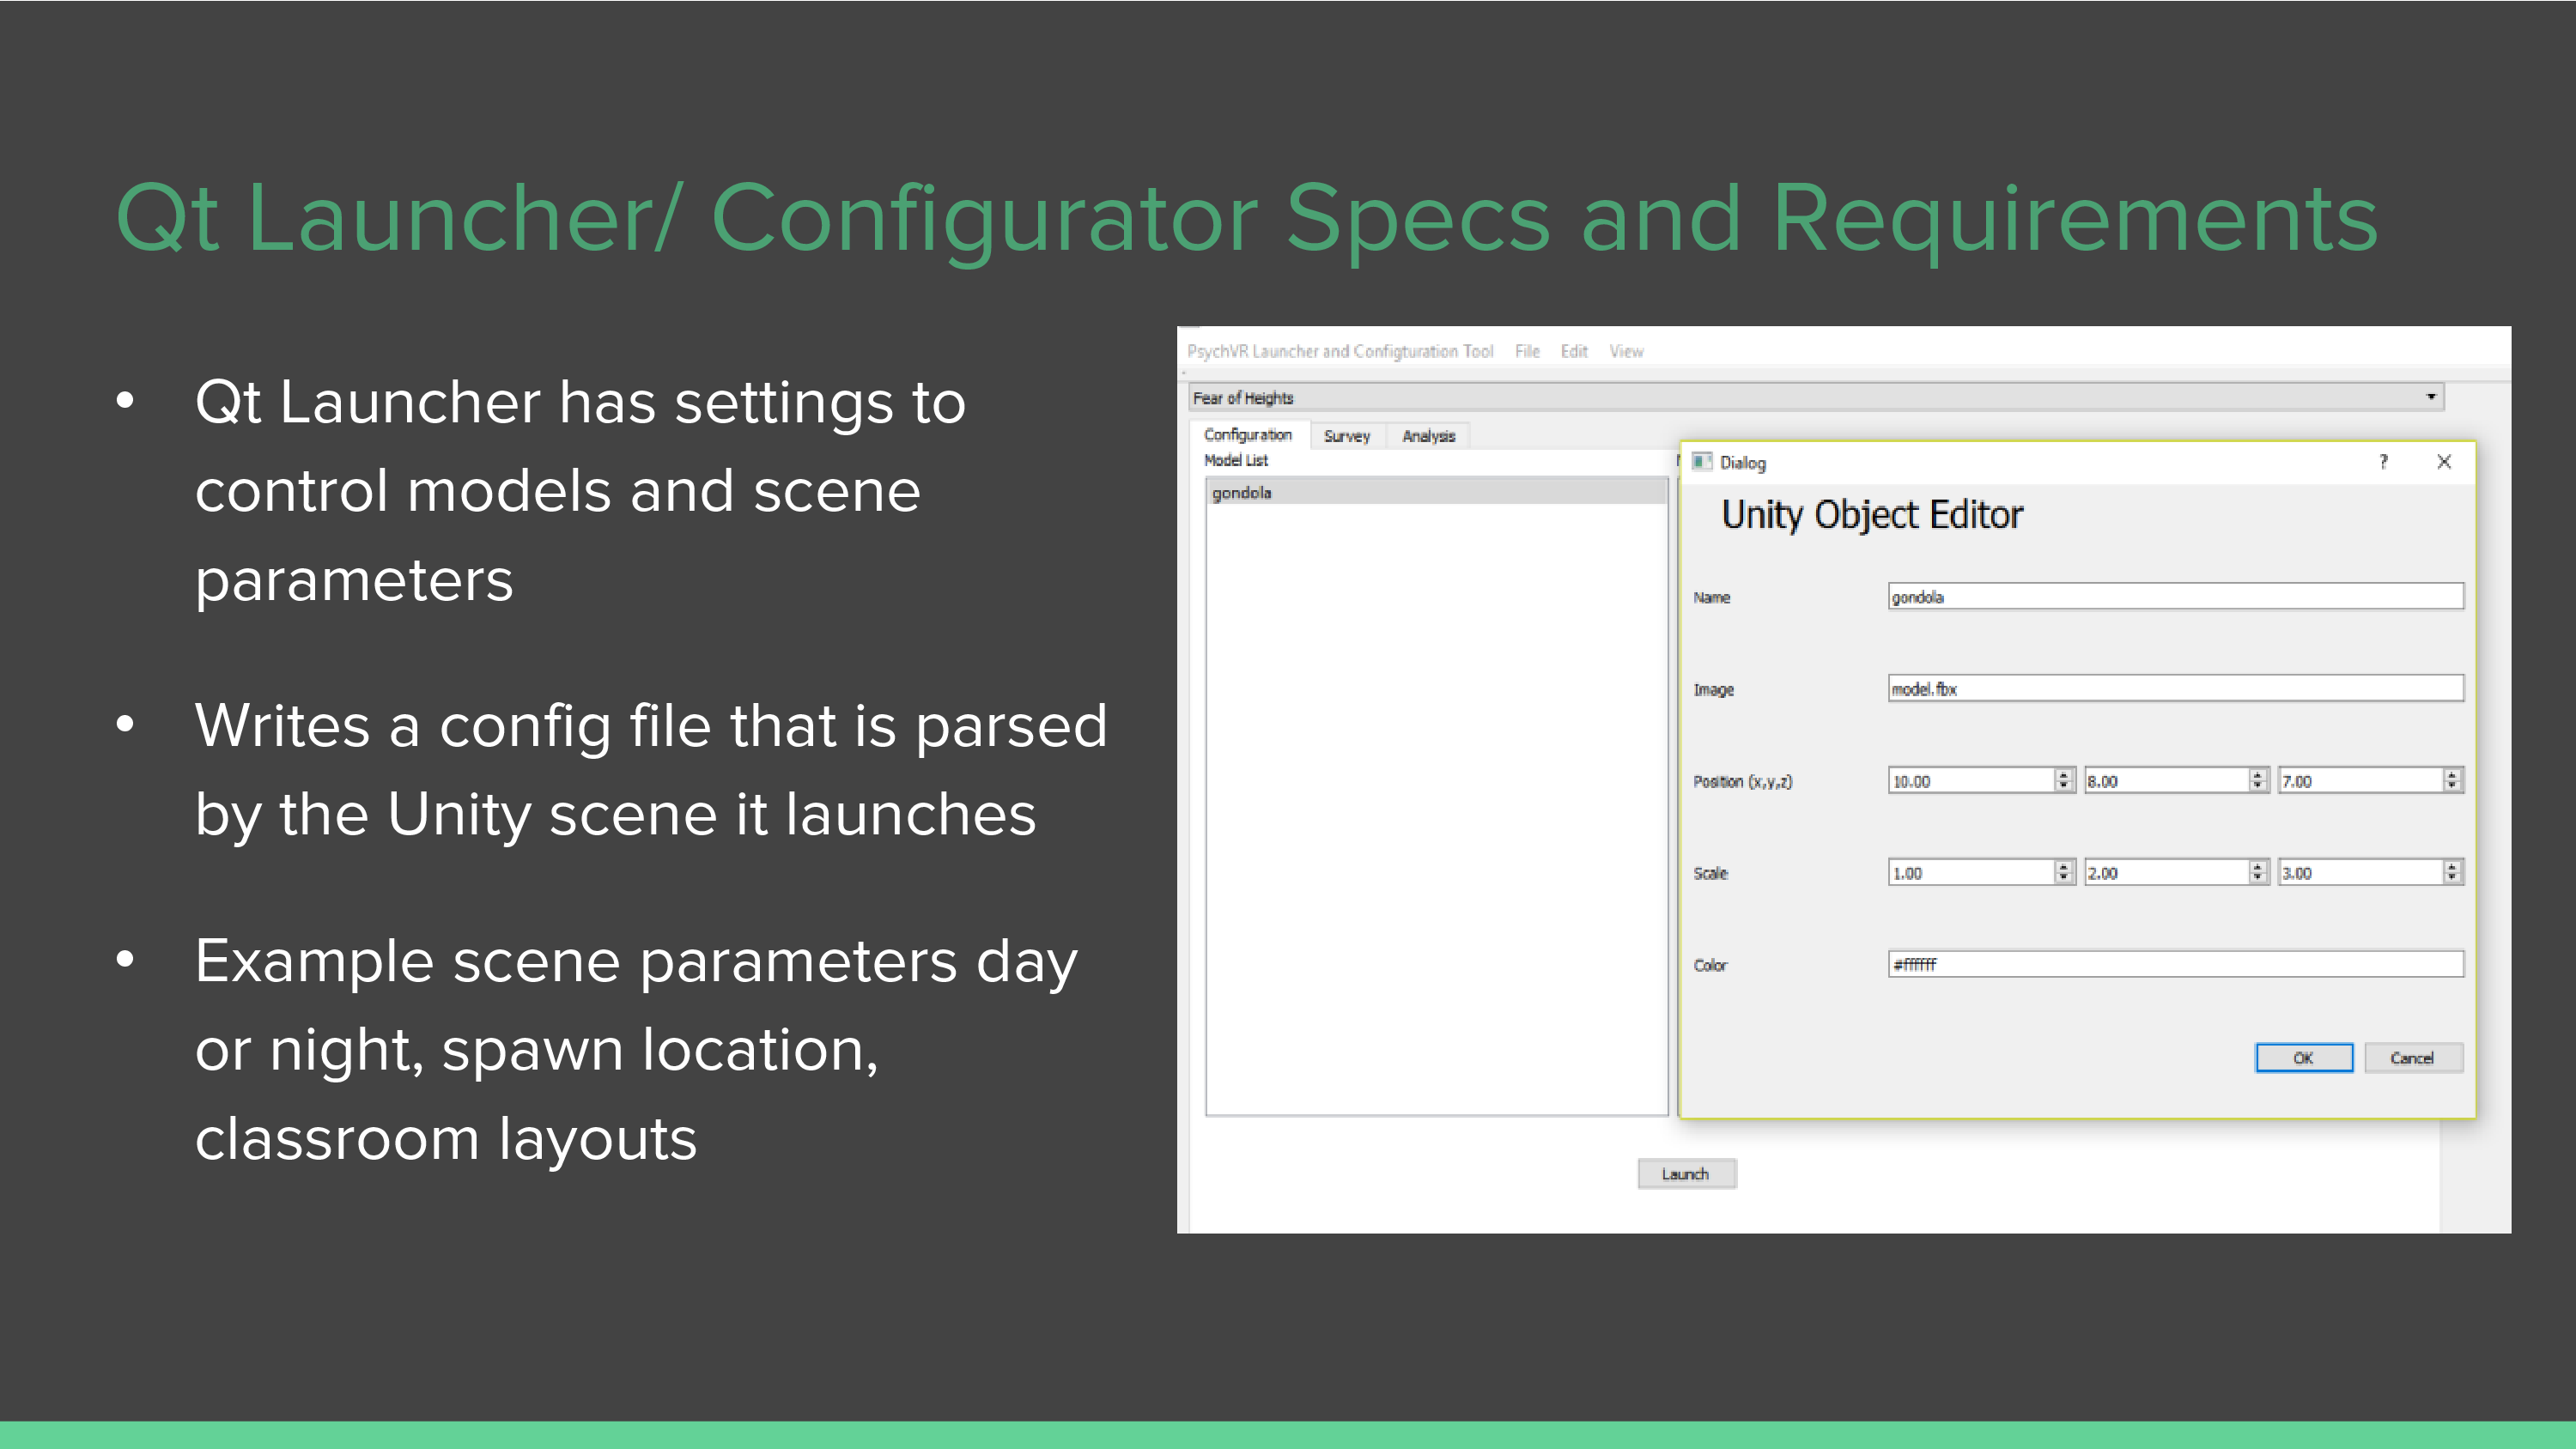 Qt Launcher/ Configurator Specs and Requirements
• Qt Launcher has settings to
control models and scene
parameters
• Writes a config file that is parsed
by the Unity scene it launches
• Example scene parameters day
or night, spawn location,
classroom layouts
PsychVR Launcher and Configturation Tool File Edit View
Fear of Heights
Configuration Survey Analysis
Model List
gondola
Dialog ?
Unity Object Editor
Name gondola
Image model.fbx
Position (x,y,z) 10.00 8.00 7.00
Scale 1.00 2.00 3.00
Color #ffffff
OK Cancel
Launch